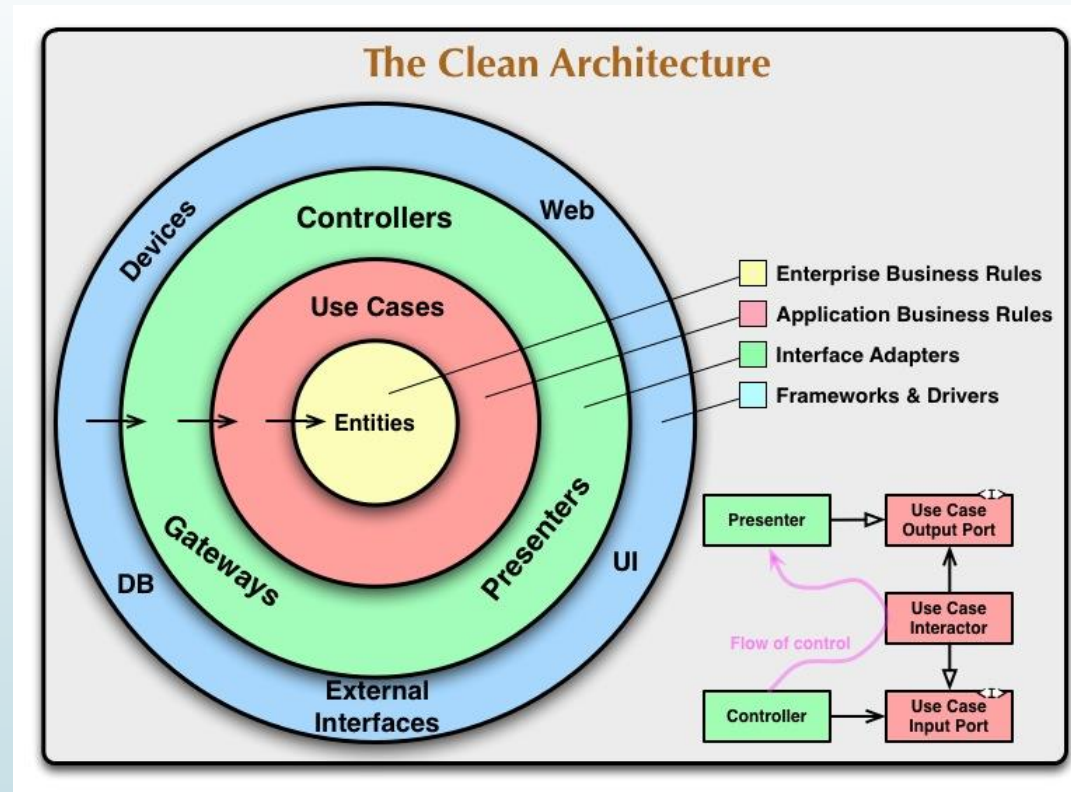 The Clean Architecture
Devices
Web
Controllers
Use Cases
Entities
Gateways
Presenters
DB
UI
External
Interfaces
Enterprise Business Rules
Application Business Rules
Interface Adapters
Frameworks & Drivers
Presenter
<I>
Use Case
Output Port
Flow of control
Use Case
Interactor
Controller
<I>
Use Case
Input Port